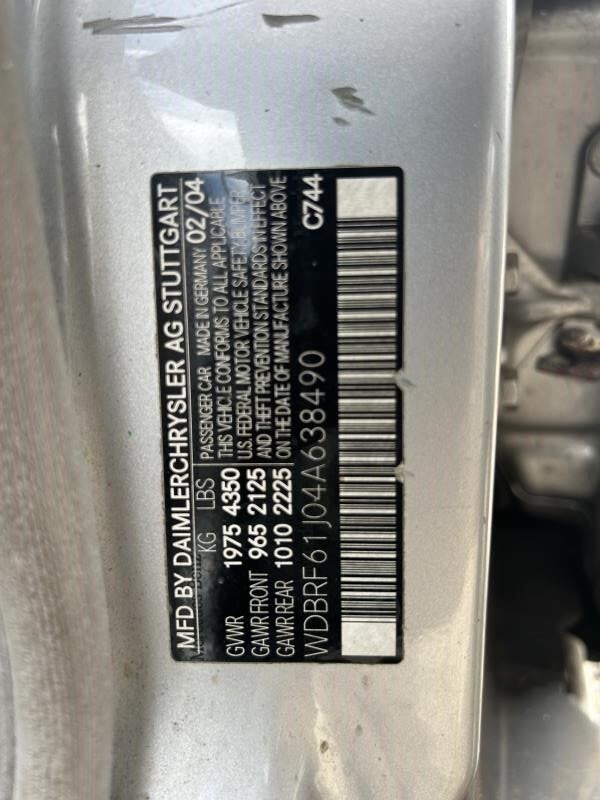 MFD BY DAIMLERCHRYSLER AG STUTTGART
KG LBS
GVWR 1975 4350
GAWR FRONT 965 2125
GAWR REAR 1010 2225
PASSENGER CAR MADE IN GERMANY 02/04
THIS VEHICLE CONFORMS TO ALL APPLICABLE
U.S. FEDERAL MOTOR VEHICLE SAFETY, BUMPER,
AND THEFT PREVENTION STANDARDS IN EFFECT
ON THE DATE OF MANUFACTURE SHOWN ABOVE
WDBRF61J04A638490 C744